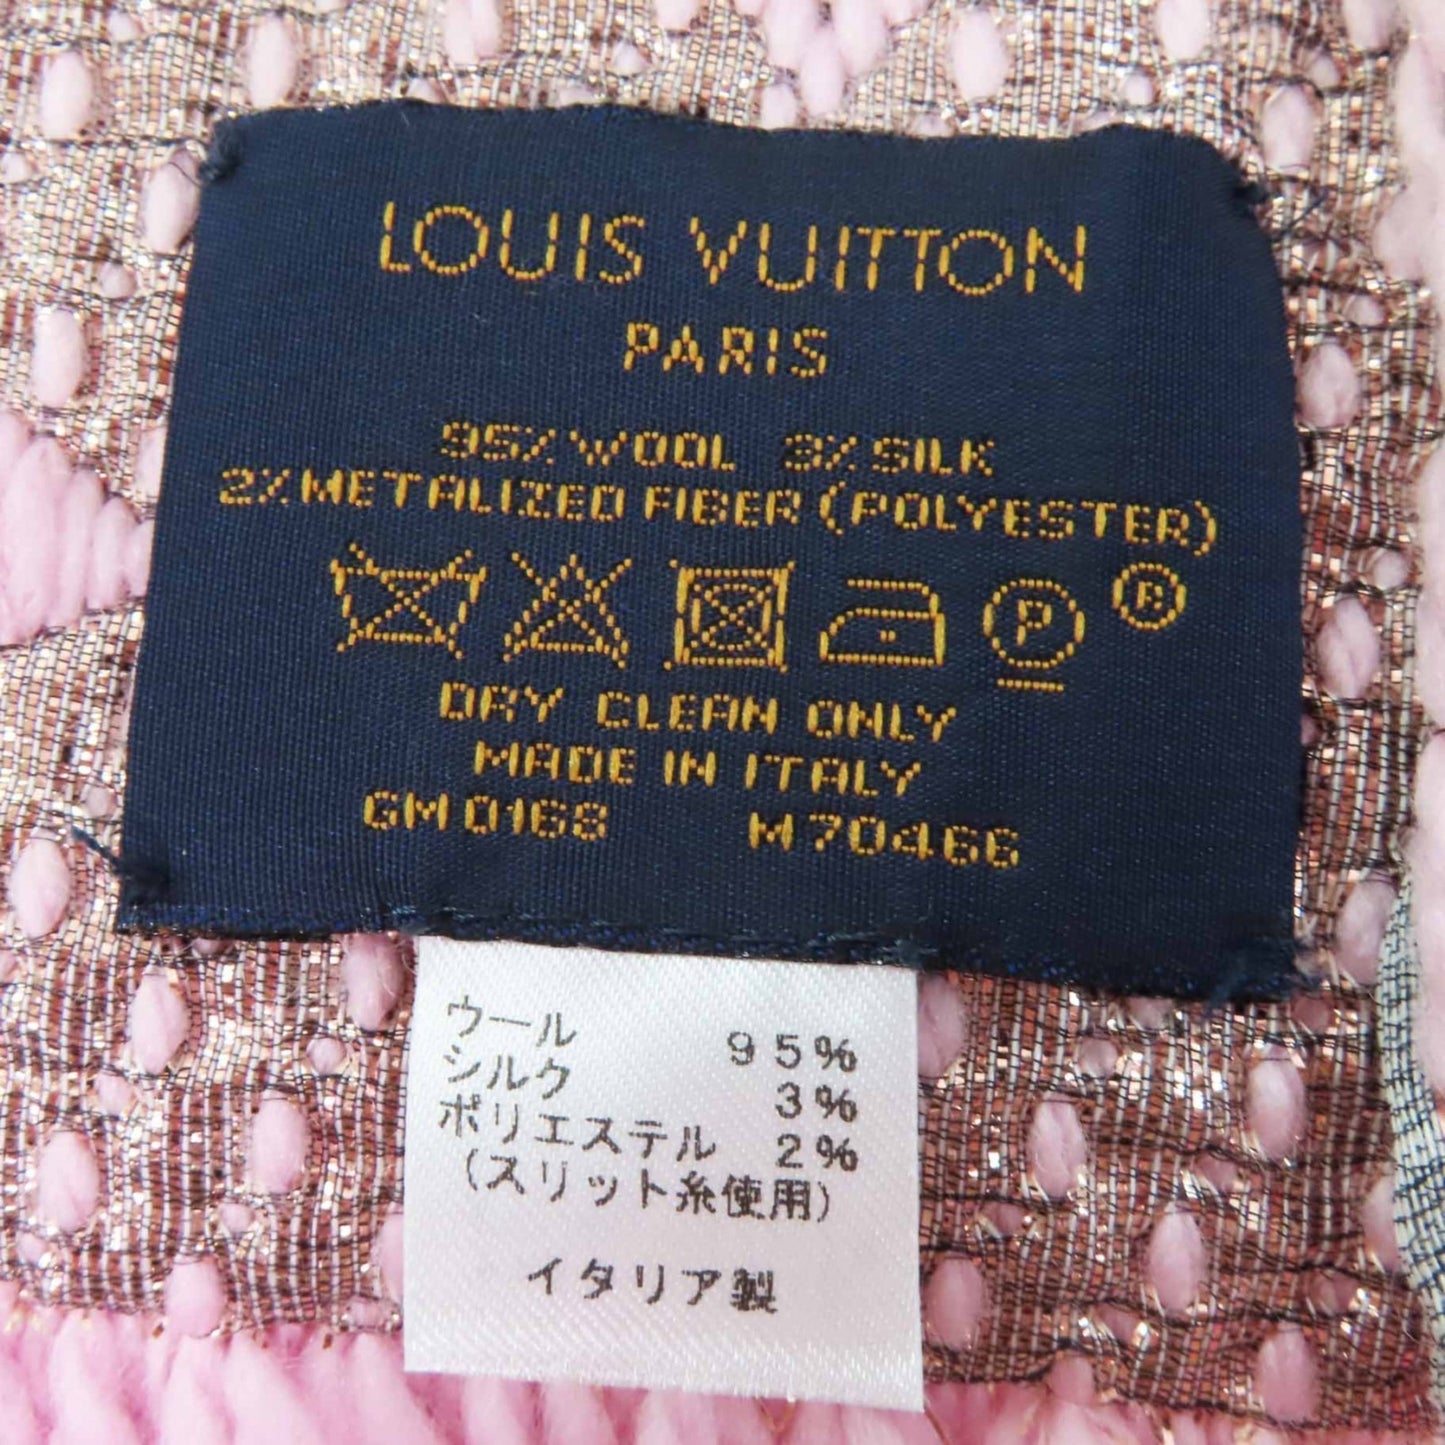 LOUIS VUITTON
PARIS
95% WOOL 3% SILK
2% METALIZED FIBER (POLYESTER)
P ®
DRY CLEAN ONLY
MADE IN ITALY
GM0168 M70466
ウール 95%
シルク 3%
ポリエステル 2%
(スリット糸使用)
イタリア製